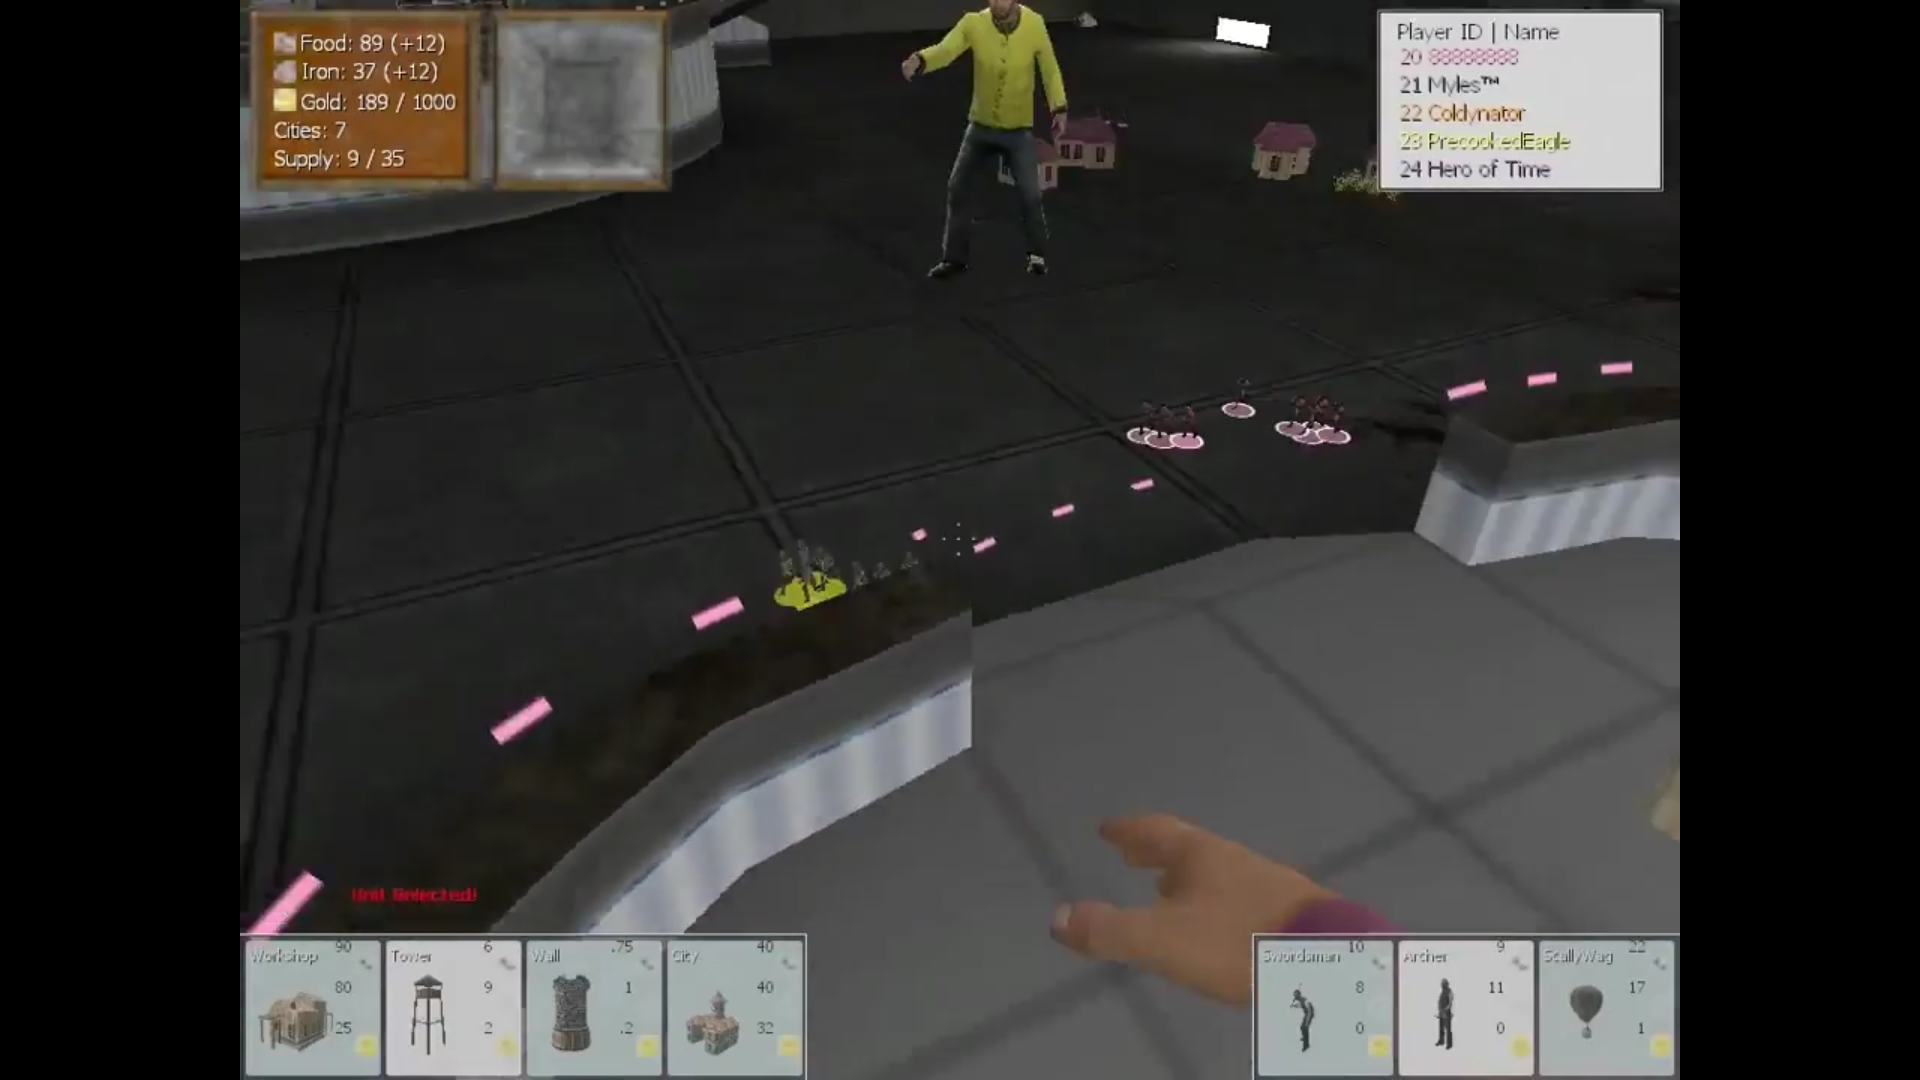 Food: 89 (+12)
Iron: 37 (+12)
Gold: 189 / 1000
Cities: 7
Supply: 9 / 35
Player ID | Name
20 88888888
21 Myles™
22 Coldynator
23 PrecookedEagle
24 Hero of Time
Unit Selected!
Workshop 90
80
25
Tower 6
9
2
Wall .75
1
.2
City 40
40
32
Swordsman 10
8
0
Archer 9
11
0
ScallyWag 22
17
1